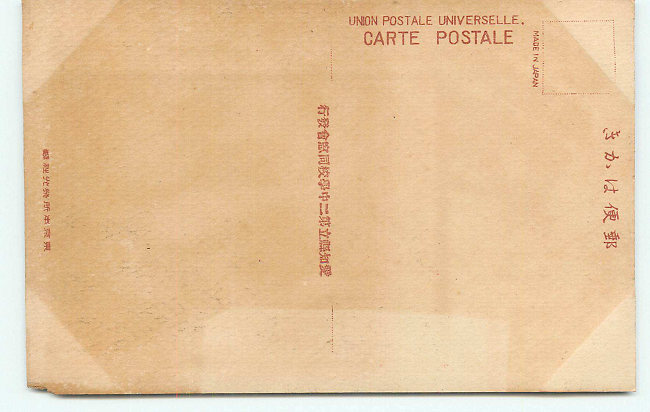 UNION POSTALE UNIVERSELLE.
CARTE POSTALE
MADE IN JAPAN
郵便はかき
愛知縣立第二中學校同窓會發行